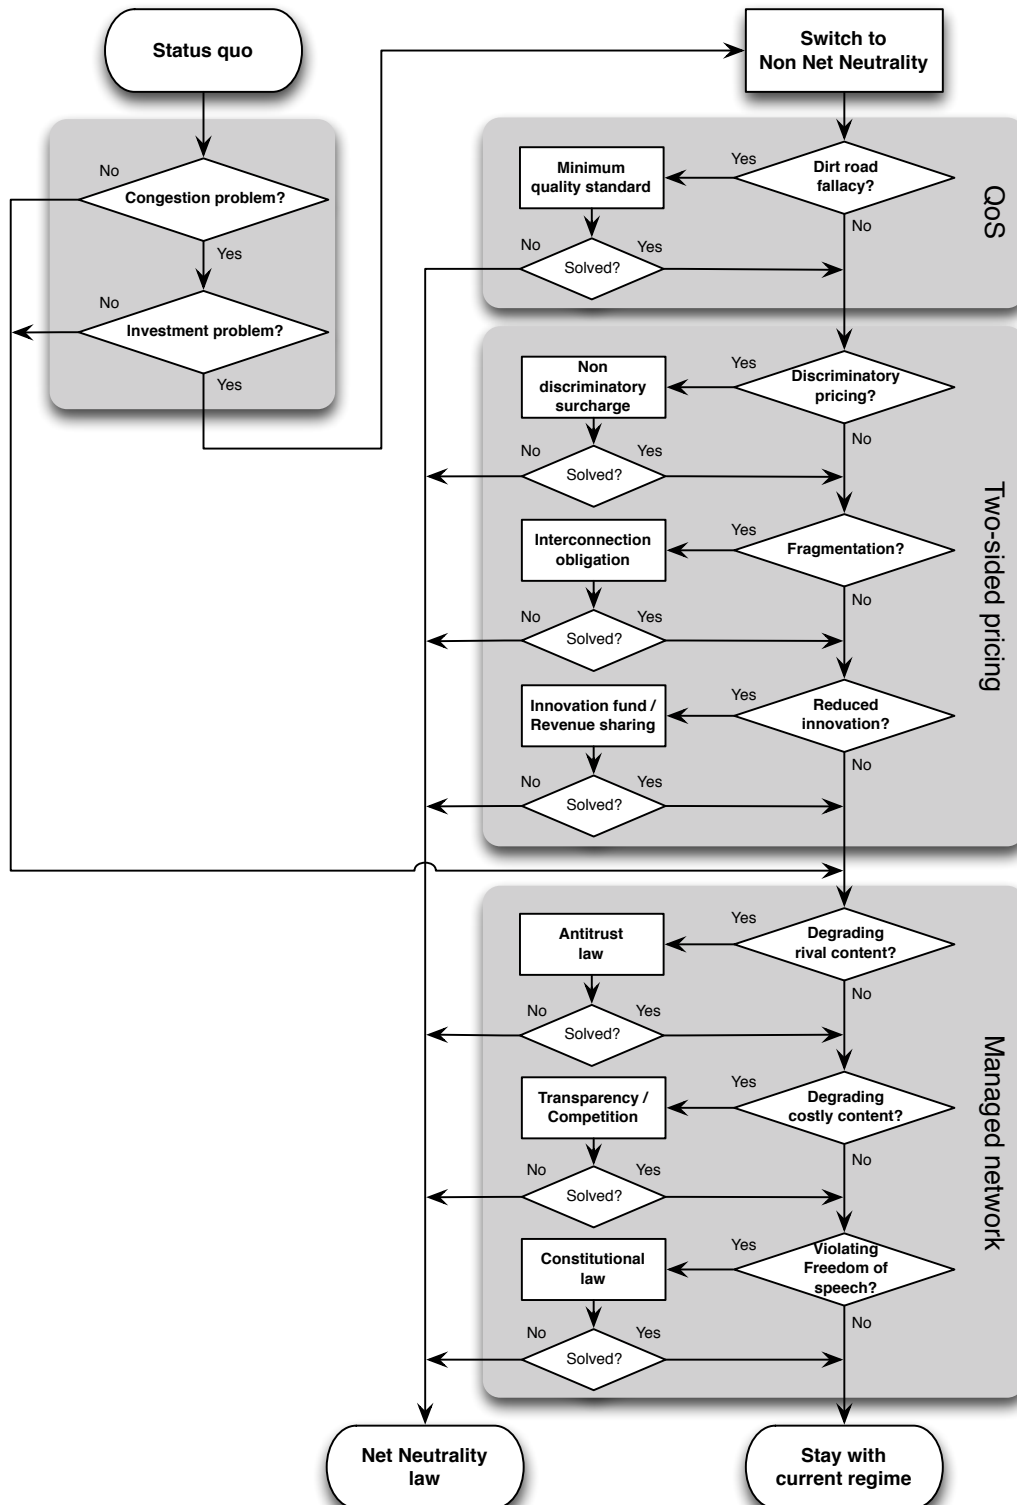 Status quo
Switch to
Non Net Neutrality
No
Congestion problem?
Yes
No
Investment problem?
Yes
QoS
Yes
Dirt road
fallacy?
No
Minimum
quality standard
No
Yes
Solved?
Two-sided pricing
Yes
Discriminatory
pricing?
No
Non
discriminatory
surcharge
No
Yes
Solved?
Yes
Fragmentation?
No
Interconnection
obligation
No
Yes
Solved?
Yes
Reduced
innovation?
No
Innovation fund /
Revenue sharing
No
Yes
Solved?
Managed network
Yes
Degrading
rival content?
No
Antitrust
law
No
Yes
Solved?
Yes
Degrading
costly content?
No
Transparency /
Competition
No
Yes
Solved?
Yes
Violating
Freedom of
speech?
No
Constitutional
law
No
Yes
Solved?
Net Neutrality
law
Stay with
current regime